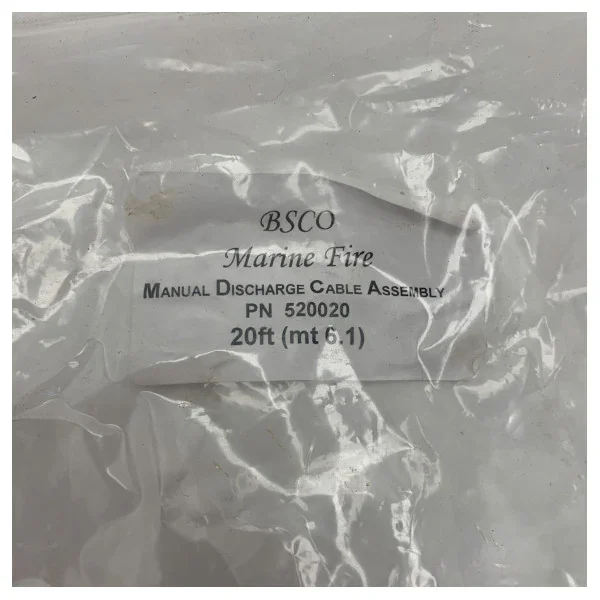 BSCO
Marine Fire
MANUAL DISCHARGE CABLE ASSEMBLY
PN 520020
20ft (mt 6.1)